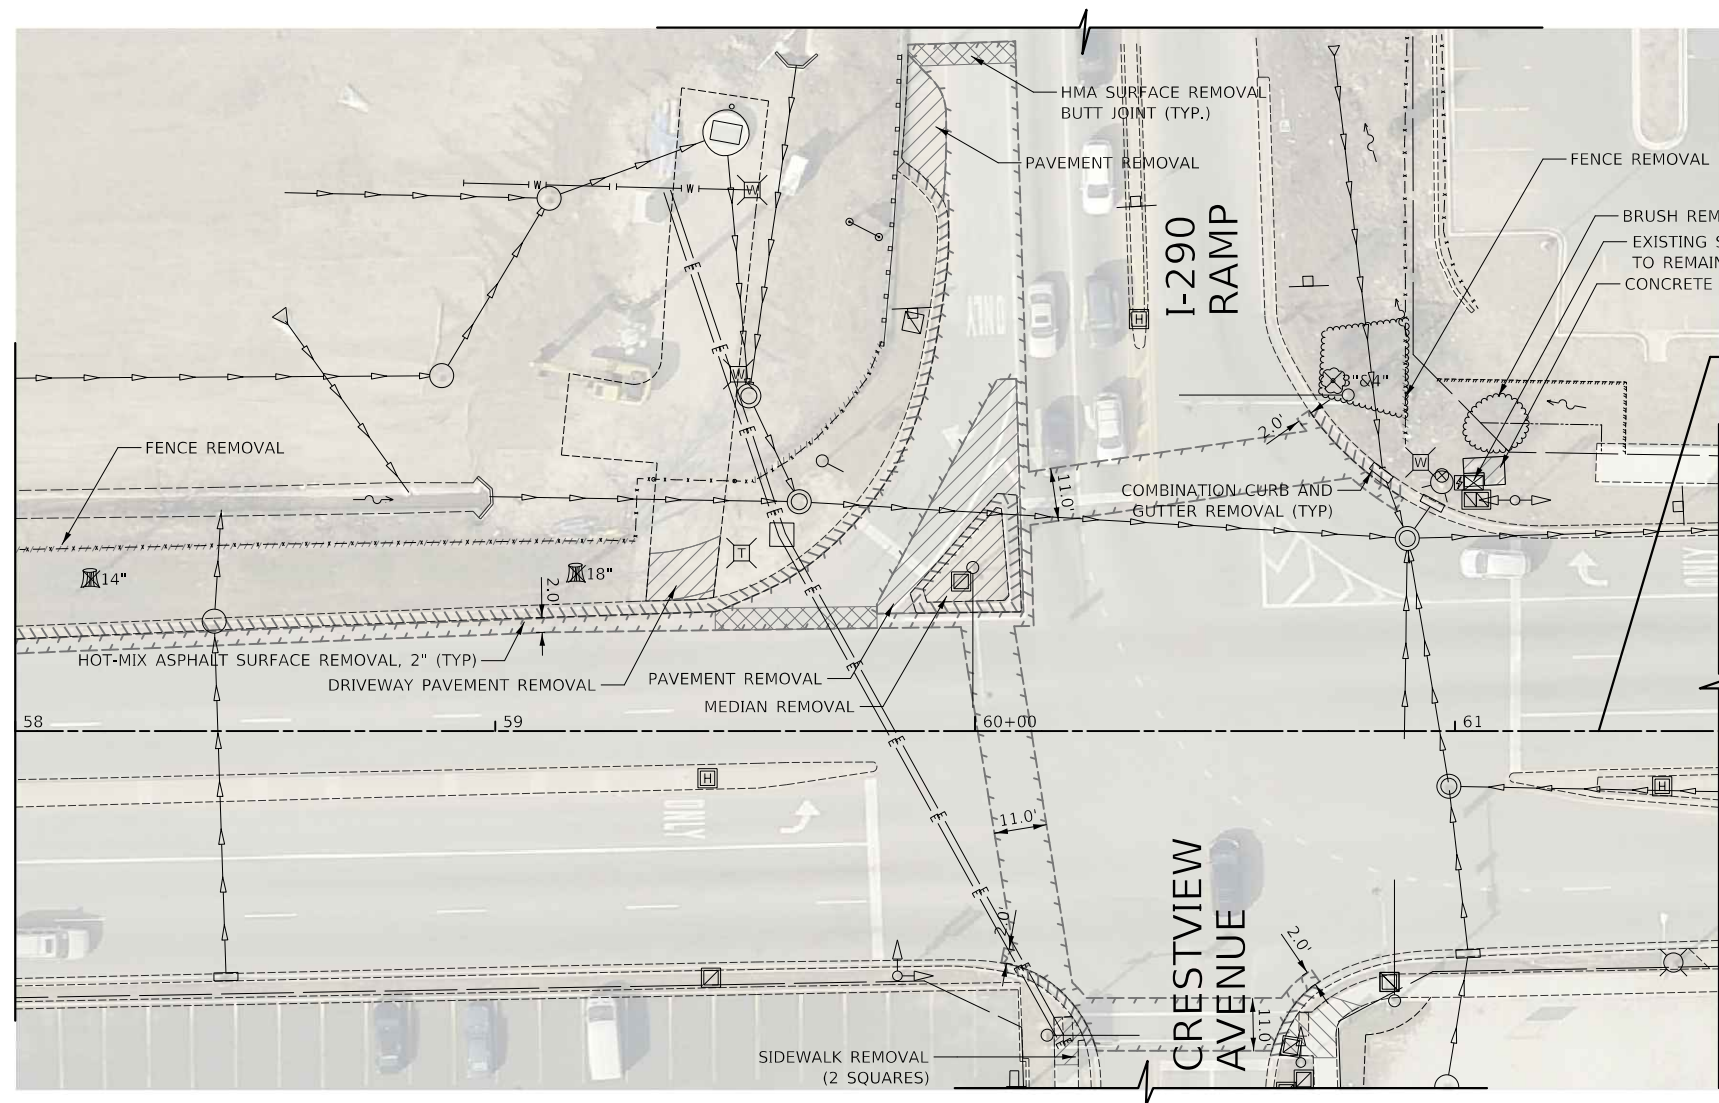 HMA SURFACE REMOVAL
BUTT JOINT (TYP.)
PAVEMENT REMOVAL
FENCE REMOVAL
BRUSH REM
EXISTING S
TO REMAIN
CONCRETE
I-290
RAMP
ONLY
W
W
W
W
H
3"&4"
2.0'
FENCE REMOVAL
11.0'
COMBINATION CURB AND
GUTTER REMOVAL (TYP)
W
T
14"
18"
2.0'
ONLY
HOT-MIX ASPHALT SURFACE REMOVAL, 2" (TYP)
DRIVEWAY PAVEMENT REMOVAL
PAVEMENT REMOVAL
MEDIAN REMOVAL
58
59
60+00
61
H
H
ONLY
11.0'
CRESTVIEW
AVENUE
2.0'
2.0'
11.0'
SIDEWALK REMOVAL
(2 SQUARES)